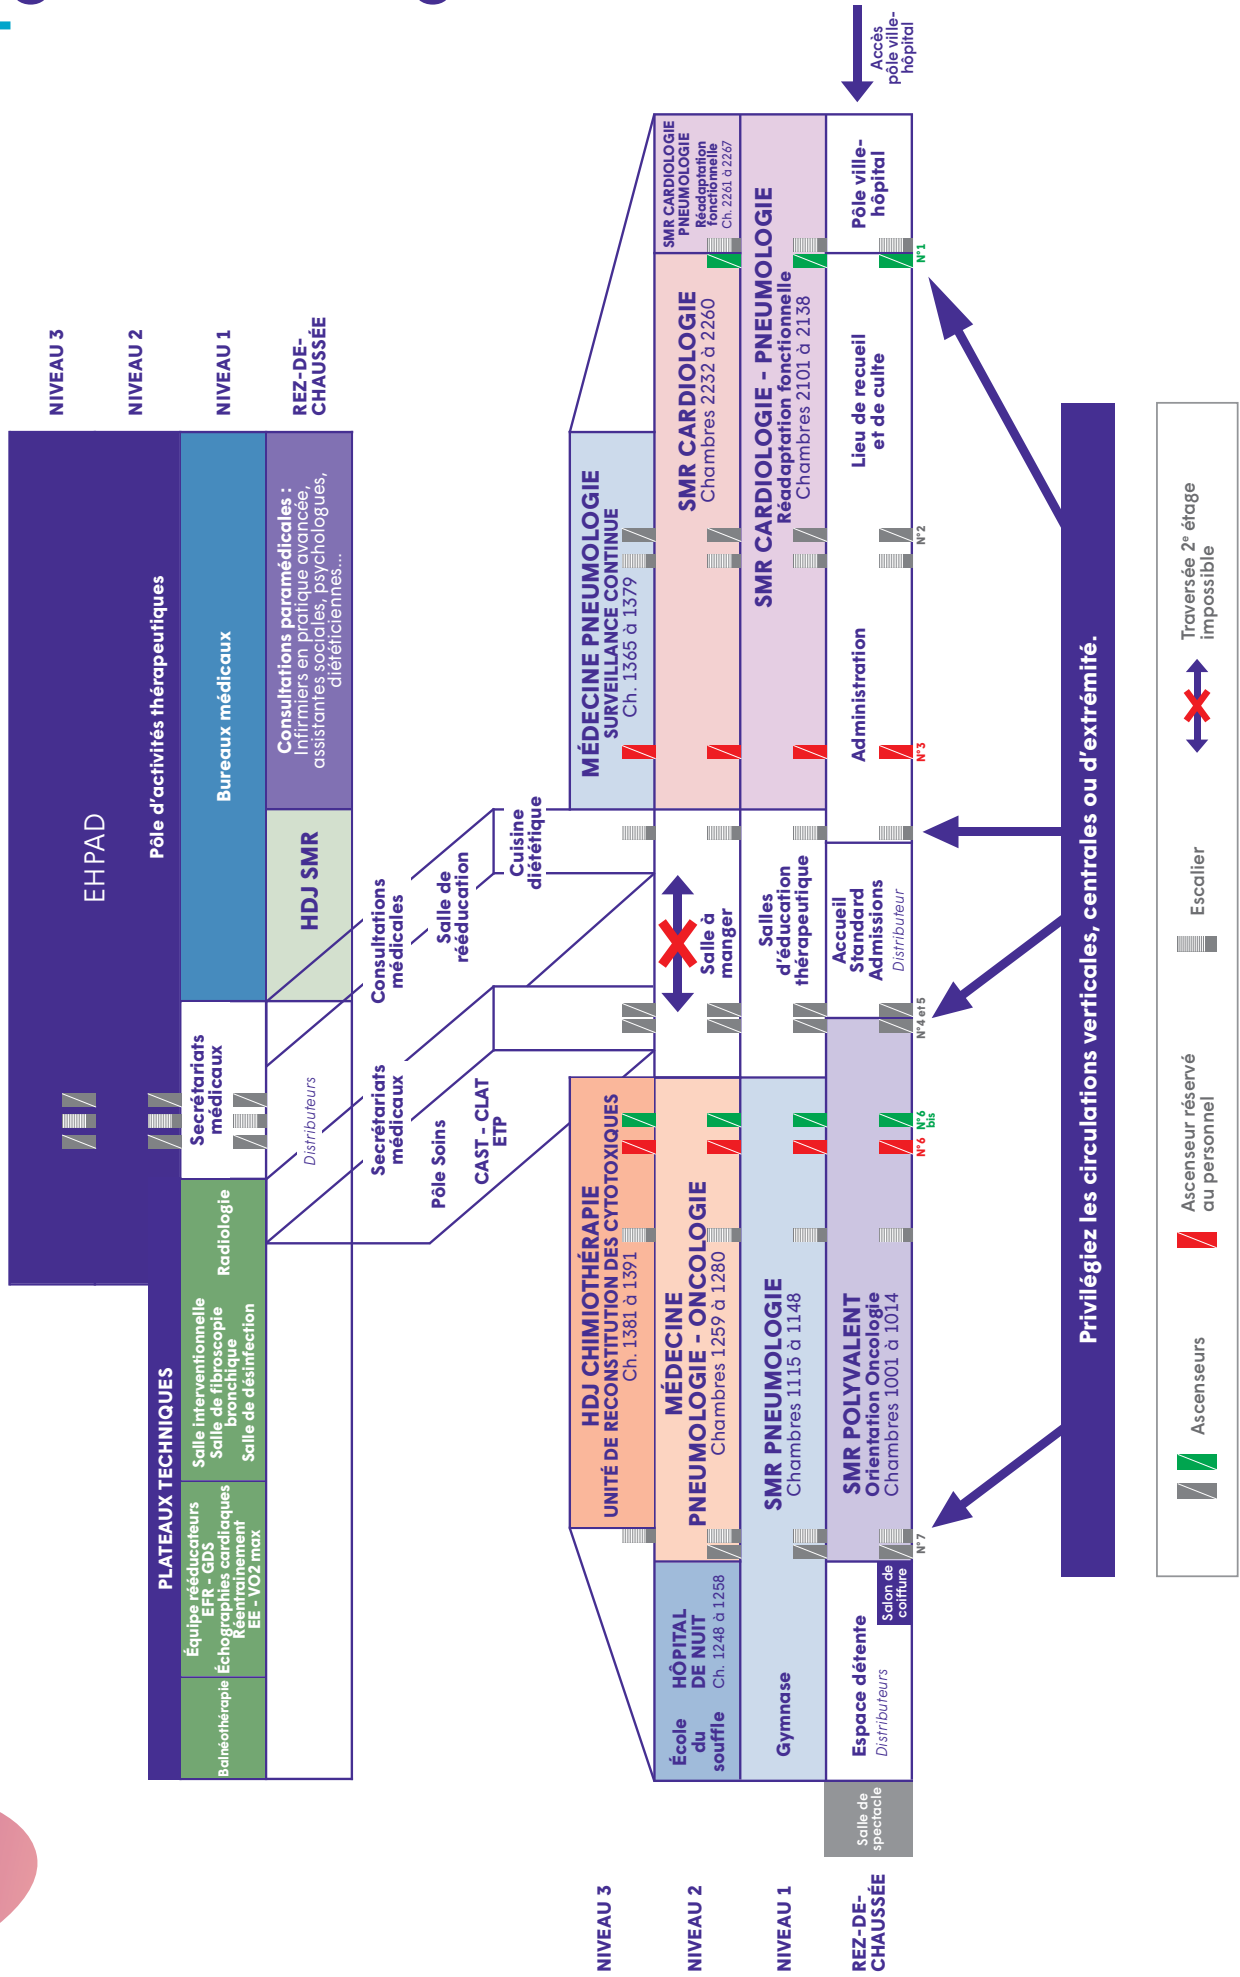 EHPAD
NIVEAU 3
Pôle d'activités thérapeutiques
NIVEAU 2
PLATEAUX TECHNIQUES
Balnéothérapie
Équipe rééducateurs
EFR - GDS
Échographies cardiaques
Réentrainement
EE - VO2 max
Salle interventionnelle
Salle de fibroscopie
bronchique
Salle de désinfection
Radiologie
Secrétariats
médicaux
Bureaux médicaux
NIVEAU 1
Distributeurs
HDJ SMR
Consultations paramédicales :
Infirmiers en pratique avancée,
assistantes sociales, psychologues,
diététiciennes...
REZ-DE-
CHAUSSÉE
Secrétariats
médicaux
Consultations
médicales
Pôle Soins
Salle de
rééducation
CAST - CLAT
ETP
Cuisine
diététique
NIVEAU 3
HDJ CHIMIOTHÉRAPIE
UNITÉ DE RECONSTITUTION DES CYTOTOXIQUES
Ch. 1381 à 1391
MÉDECINE PNEUMOLOGIE
SURVEILLANCE CONTINUE
Ch. 1365 à 1379
NIVEAU 2
École
du
souffle
HÔPITAL
DE NUIT
Ch. 1248 à 1258
MÉDECINE
PNEUMOLOGIE - ONCOLOGIE
Chambres 1259 à 1280
Salle à
manger
SMR CARDIOLOGIE
Chambres 2232 à 2260
SMR CARDIOLOGIE
PNEUMOLOGIE
Réadaptation
fonctionnelle
Ch. 2261 à 2267
NIVEAU 1
Gymnase
SMR PNEUMOLOGIE
Chambres 1115 à 1148
Salles
d'éducation
thérapeutique
SMR CARDIOLOGIE - PNEUMOLOGIE
Réadaptation fonctionnelle
Chambres 2101 à 2138
REZ-DE-
CHAUSSÉE
Salle de
spectacle
Espace détente
Distributeurs
Salon de
coiffure
SMR POLYVALENT
Orientation Oncologie
Chambres 1001 à 1014
Accueil
Standard
Admissions
Distributeur
Administration
Lieu de recueil
et de culte
Pôle ville-
hôpital
Accès
pôle ville-
hôpital
N°7
N°6
N°6
bis
N°4 et 5
N°3
N°2
N°1
Privilégiez les circulations verticales, centrales ou d'extrémité.
Ascenseurs
Ascenseur réservé
au personnel
Escalier
Traversée 2e étage
impossible